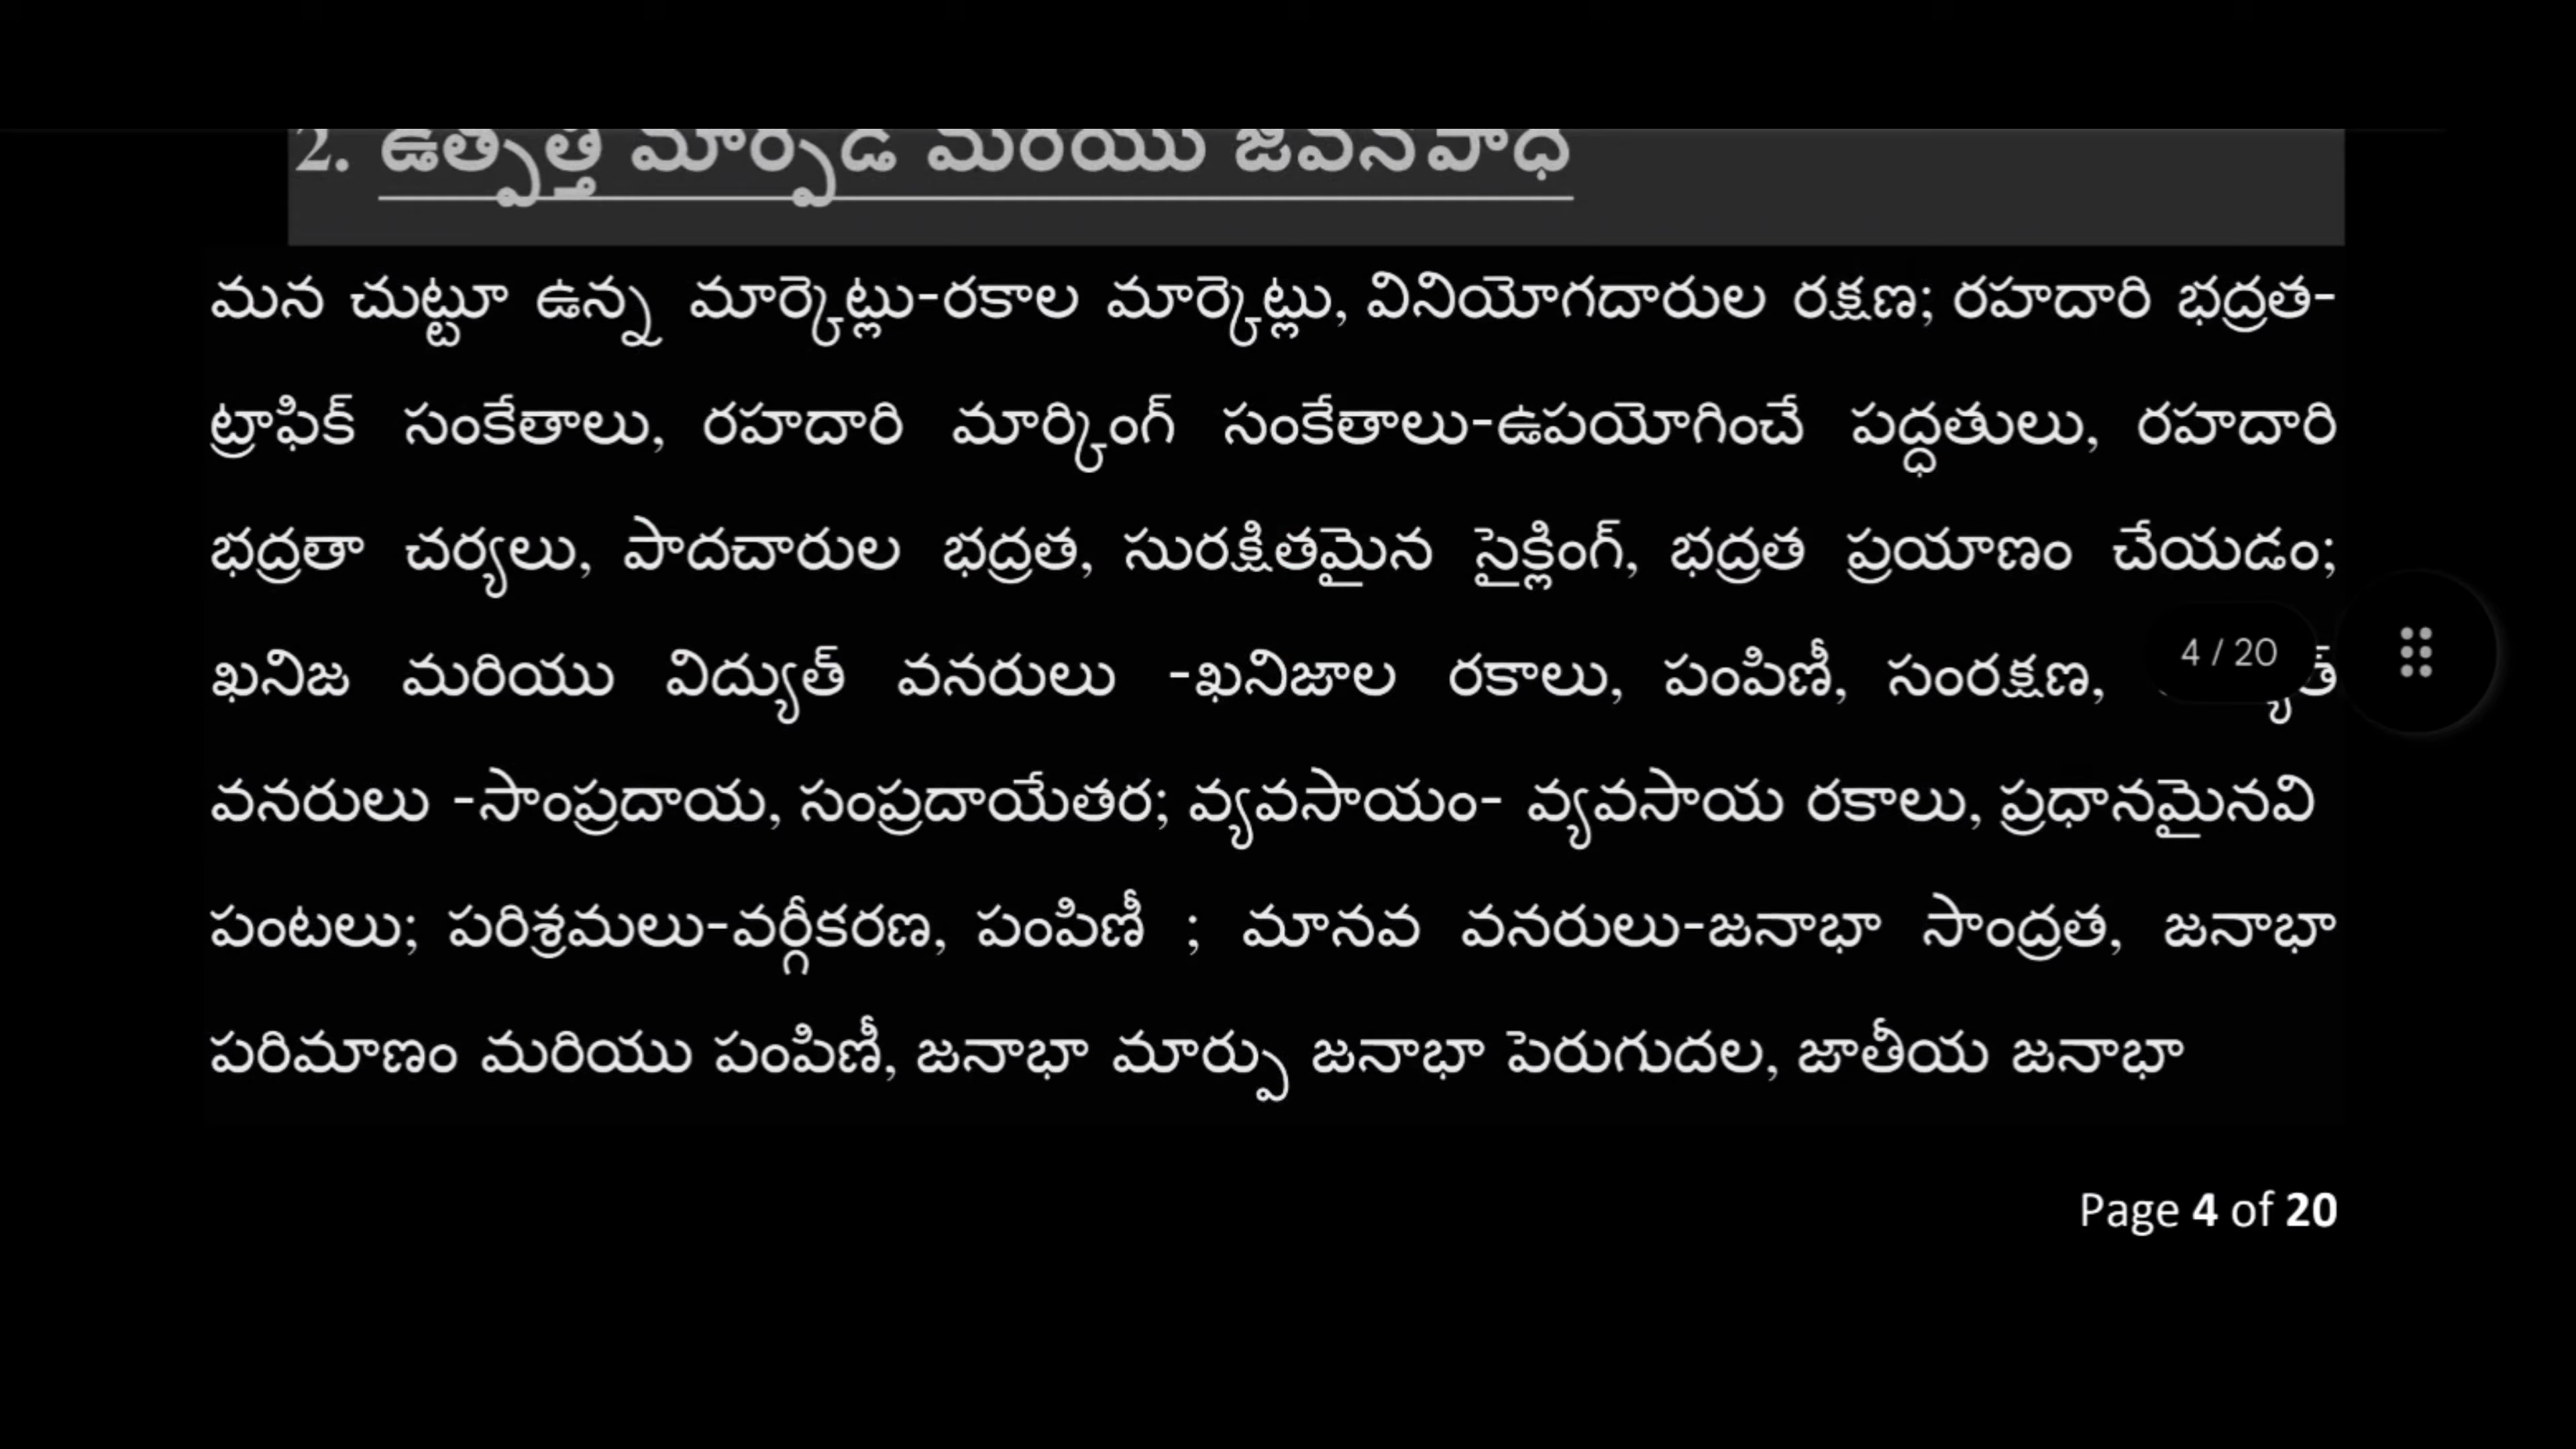 2. ఉత్పత్తి మార్పిడి మరియు జీవనవాధి
మన చుట్టూ ఉన్న మార్కెట్లు-రకాల మార్కెట్లు, వినియోగదారుల రక్షణ; రహదారి భద్రత-
ట్రాఫిక్ సంకేతాలు, రహదారి మార్కింగ్ సంకేతాలు-ఉపయోగించే పద్ధతులు, రహదారి
భద్రతా చర్యలు, పాదచారుల భద్రత, సురక్షితమైన సైక్లింగ్, భద్రత ప్రయాణం చేయడం;
ఖనిజ మరియు విద్యుత్ వనరులు -ఖనిజాల రకాలు, పంపిణీ, సంరక్షణ,
4 / 20
వనరులు -సాంప్రదాయ, సంప్రదాయేతర; వ్యవసాయం- వ్యవసాయ రకాలు, ప్రధానమైనవి
పంటలు; పరిశ్రమలు-వర్గీకరణ, పంపిణీ ; మానవ వనరులు-జనాభా సాంద్రత, జనాభా
పరిమాణం మరియు పంపిణీ, జనాభా మార్పు జనాభా పెరుగుదల, జాతీయ జనాభా
Page 4 of 20